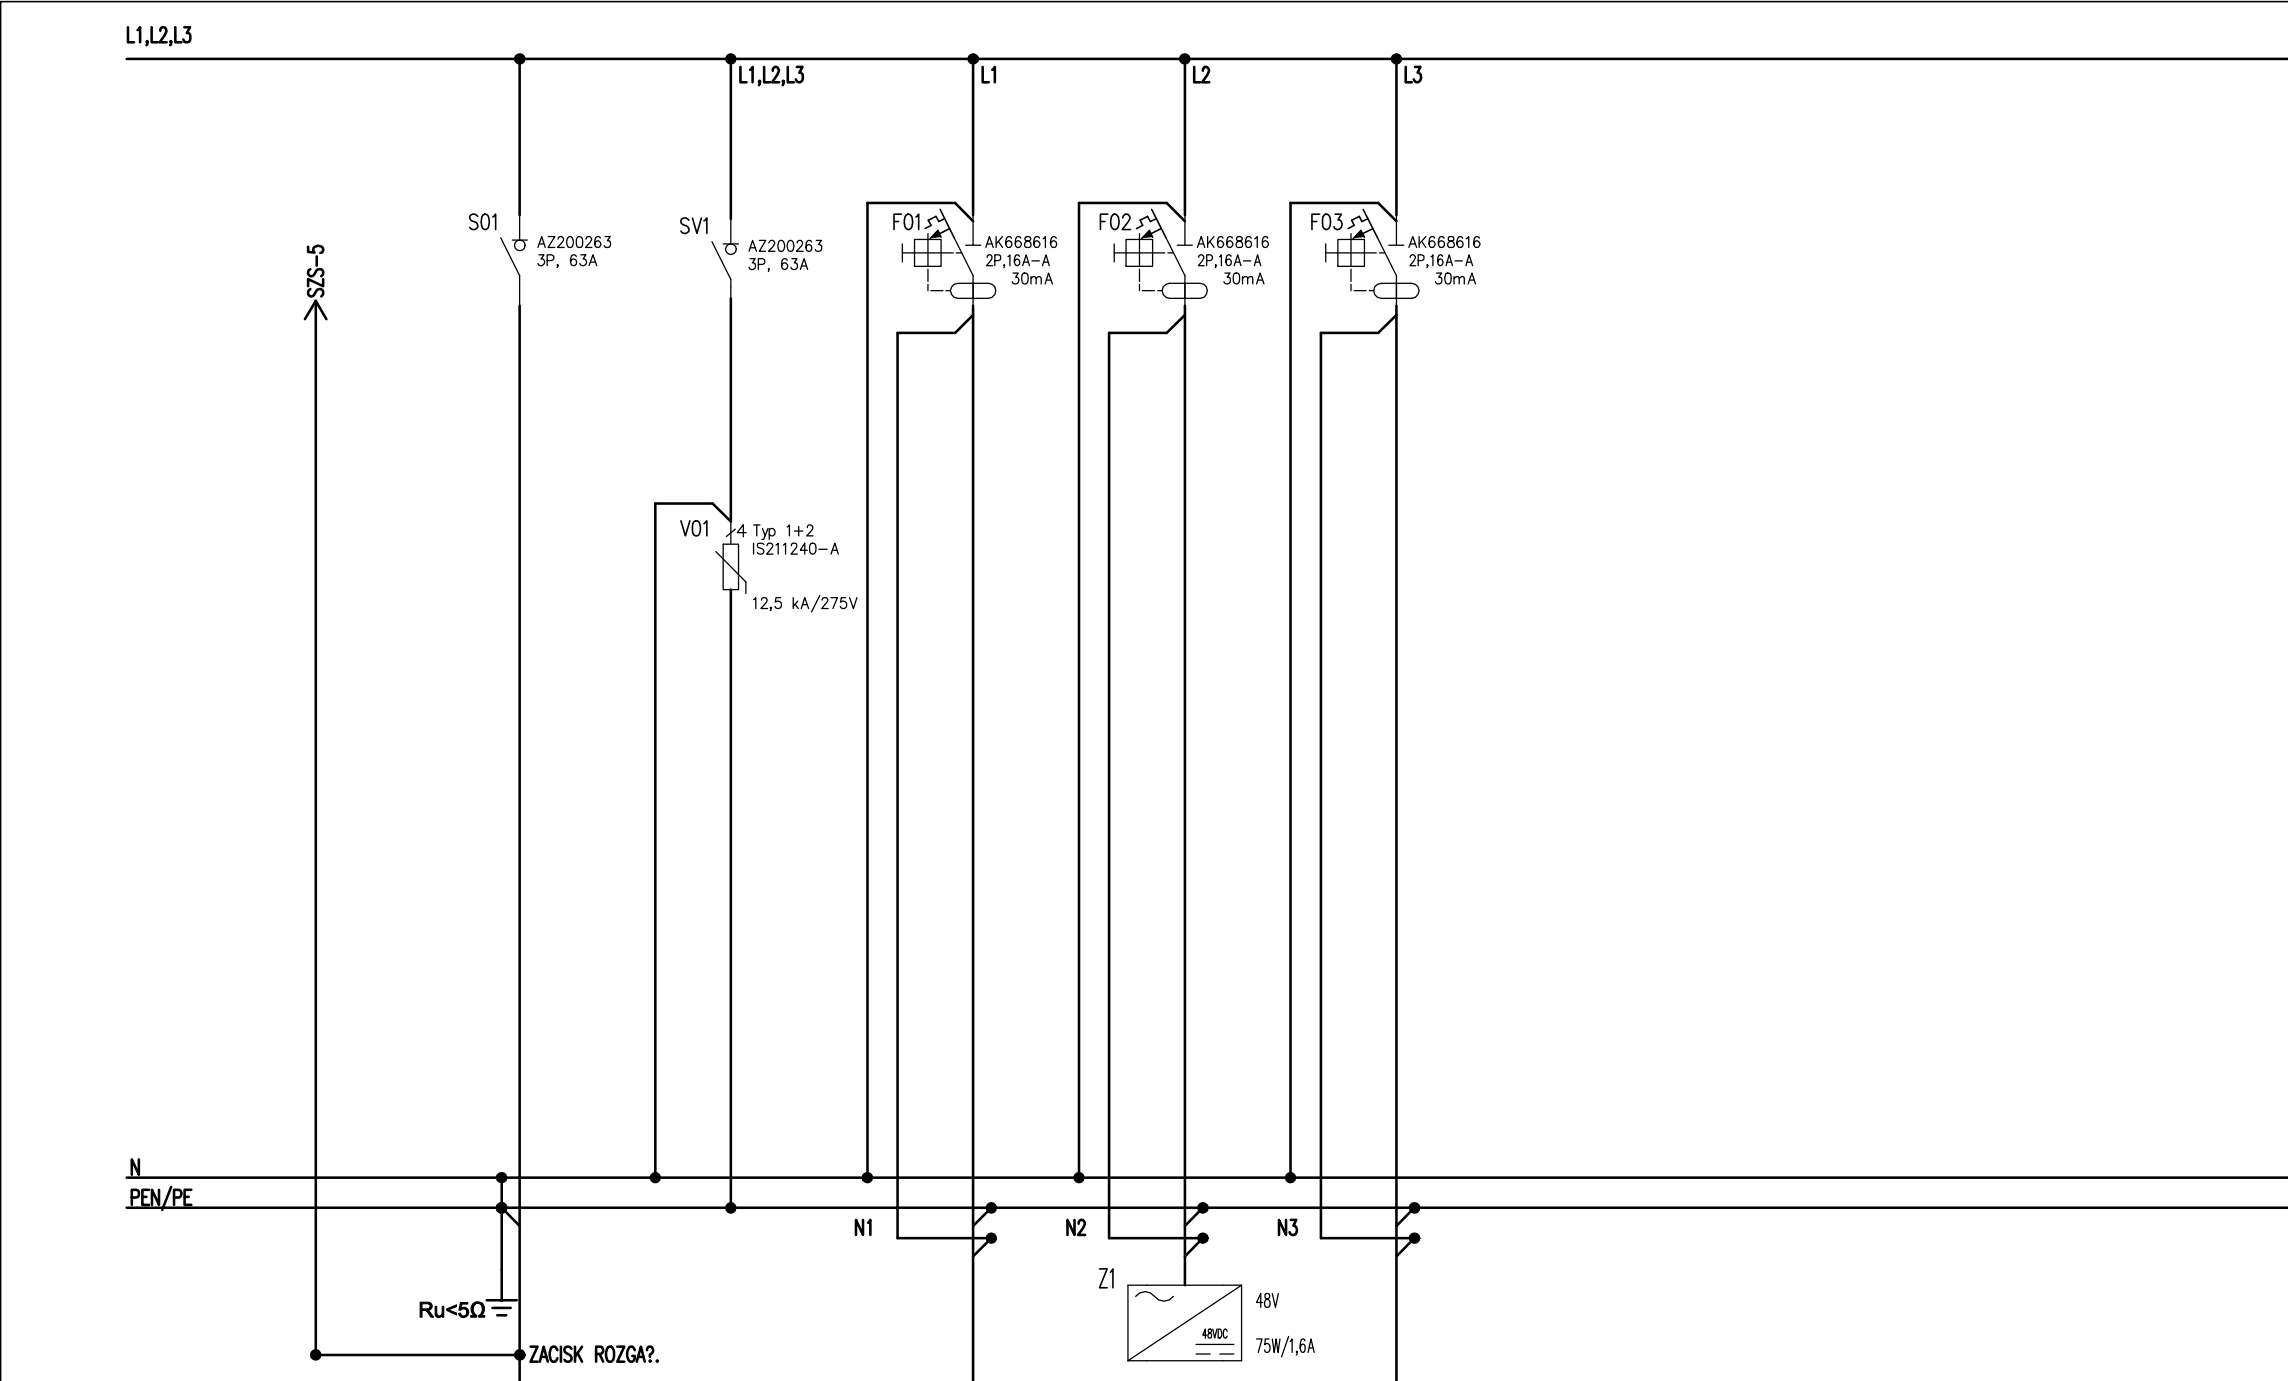 L1,L2,L3
L1,L2,L3
L1
L2
L3
S01
AZ200263
3P, 63A
SV1
AZ200263
3P, 63A
F01
AK668616
2P,16A-A
30mA
F02
AK668616
2P,16A-A
30mA
F03
AK668616
2P,16A-A
30mA
SZS-5
V01
4 Typ 1+2
IS211240-A
12,5 kA/275V
N
PEN/PE
N1
N2
N3
Z1
48V
48VDC
75W/1,6A
Ru<5Ω
ZACISK ROZGA?.